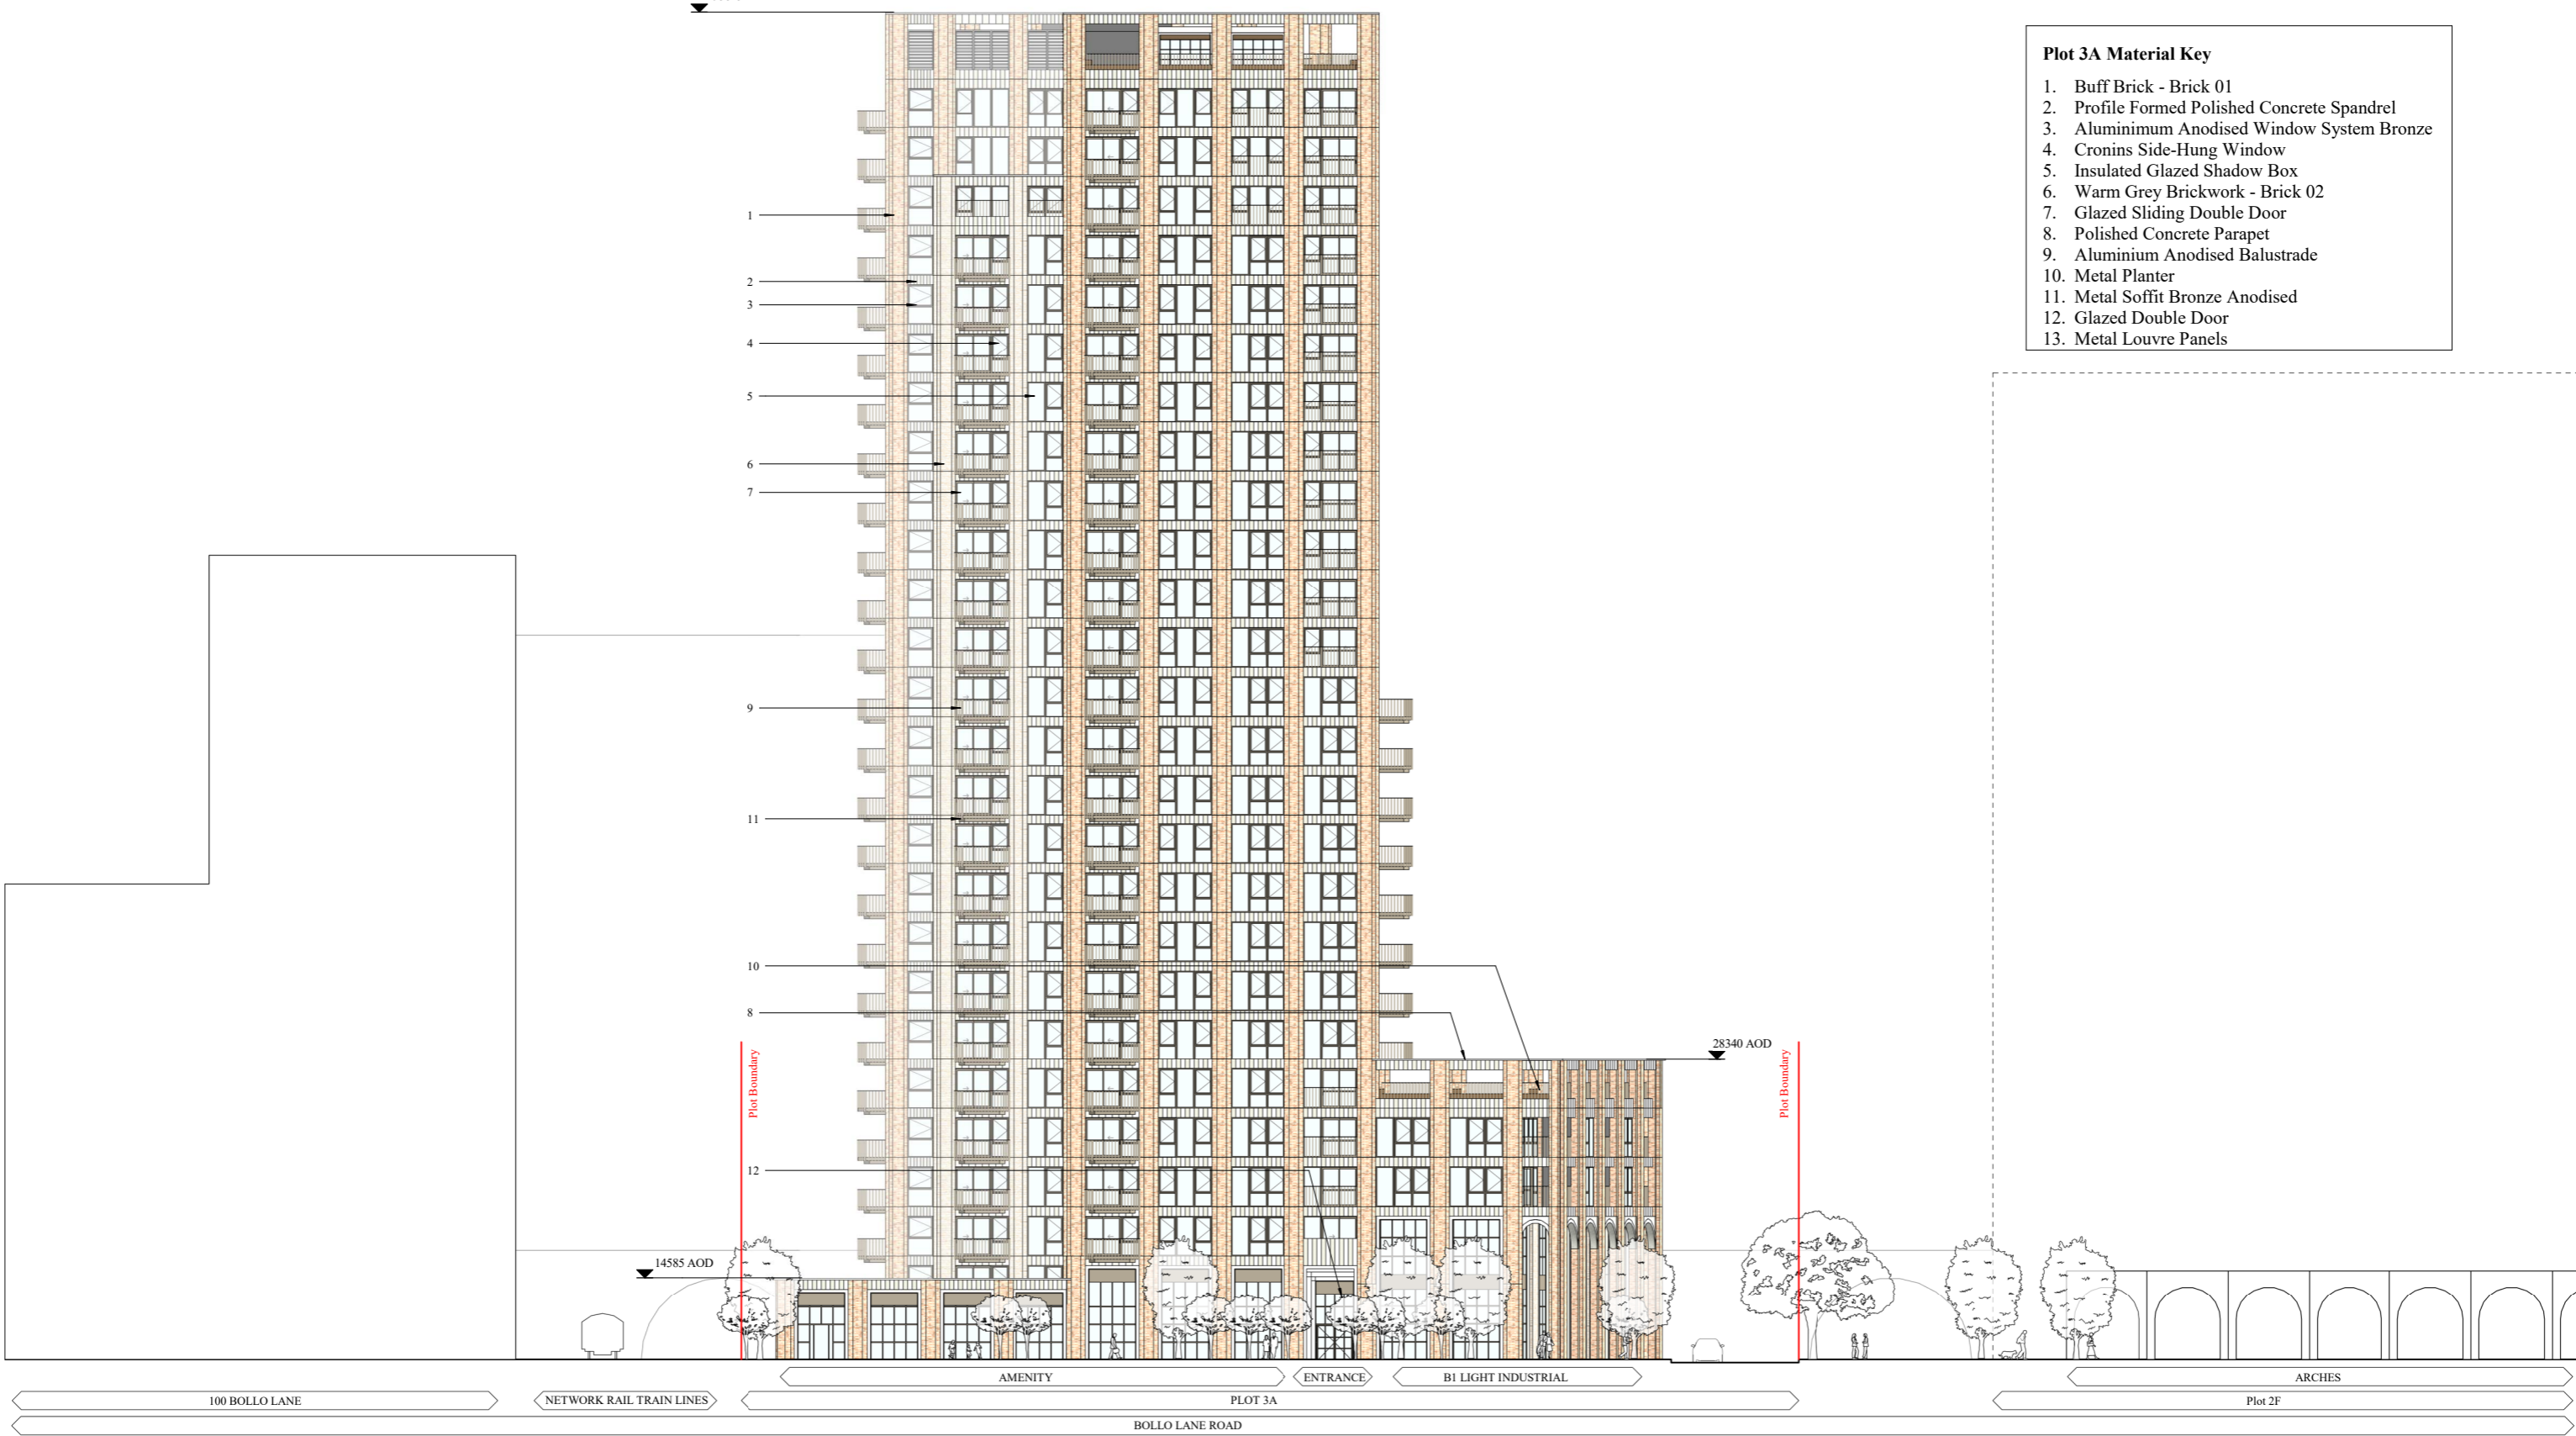 Plot 3A Material Key
1. Buff Brick - Brick 01
2. Profile Formed Polished Concrete Spandrel
3. Aluminimum Anodised Window System Bronze
4. Cronins Side-Hung Window
5. Insulated Glazed Shadow Box
6. Warm Grey Brickwork - Brick 02
7. Glazed Sliding Double Door
8. Polished Concrete Parapet
9. Aluminium Anodised Balustrade
10. Metal Planter
11. Metal Soffit Bronze Anodised
12. Glazed Double Door
13. Metal Louvre Panels
1
2
3
4
5
6
7
9
11
10
8
28340 AOD
Plot Boundary
Plot Boundary
12
14585 AOD
AMENITY
ENTRANCE
B1 LIGHT INDUSTRIAL
ARCHES
100 BOLLO LANE
NETWORK RAIL TRAIN LINES
PLOT 3A
Plot 2F
BOLLO LANE ROAD